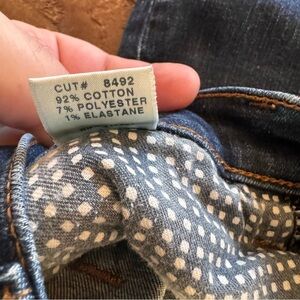 CUT# 8492
92% COTTON
7% POLYESTER
1% ELASTANE